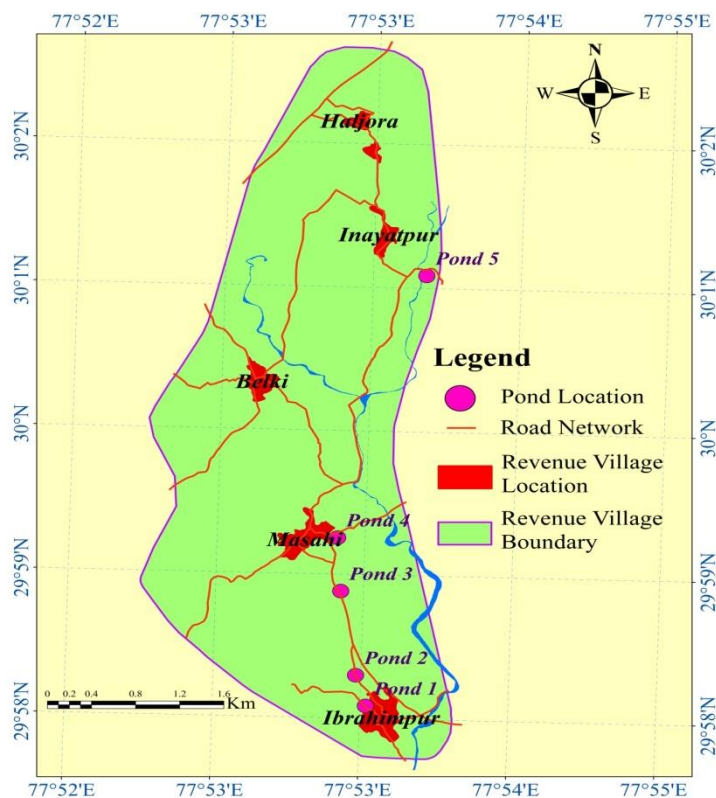 77°52'E 77°53'E 77°53'E 77°54'E 77°55'E
N
W E
S
30°2'N
30°2'N
Haljora
Inayatpur
Pond 5
30°1'N
30°1'N
Legend
Pond Location
Road Network
Revenue Village
Location
Revenue Village
Boundary
Belki
30°N
30°N
Pond 4
Masahi
29°59'N
29°59'N
Pond 3
Pond 2
Pond 1
Ibrahimpur
0 0.2 0.4 0.8 1.2 1.6
Km
29°58'N
29°58'N
77°52'E 77°53'E 77°53'E 77°54'E 77°55'E